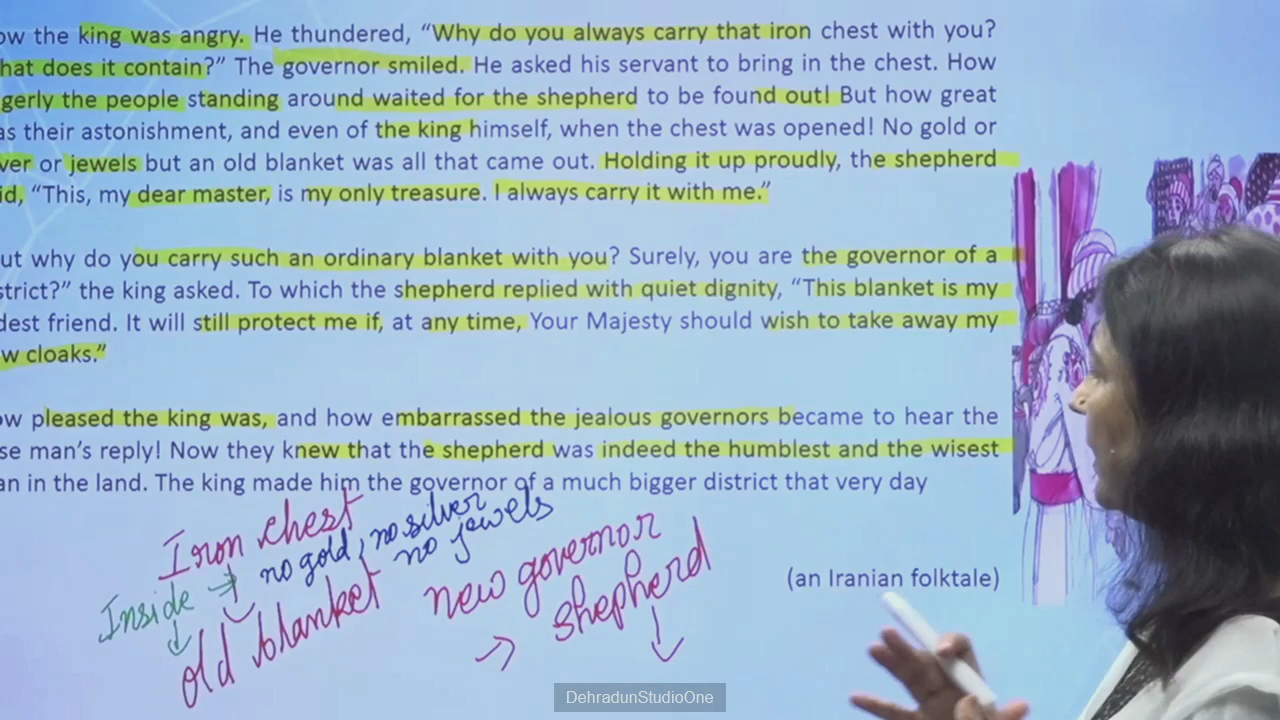 ow the king was angry. He thundered, “Why do you always carry that iron chest with you?
hat does it contain?” The governor smiled. He asked his servant to bring in the chest. How
gerly the people standing around waited for the shepherd to be found out! But how great
as their astonishment, and even of the king himself, when the chest was opened! No gold or
ver or jewels but an old blanket was all that came out. Holding it up proudly, the shepherd
id, “This, my dear master, is my only treasure. I always carry it with me.”
ut why do you carry such an ordinary blanket with you? Surely, you are the governor of a
strict?” the king asked. To which the shepherd replied with quiet dignity, “This blanket is my
dest friend. It will still protect me if, at any time, Your Majesty should wish to take away my
w cloaks.”
ow pleased the king was, and how embarrassed the jealous governors became to hear the
se man’s reply! Now they knew that the shepherd was indeed the humblest and the wisest
an in the land. The king made him the governor of a much bigger district that very day
Iron chest
Inside → no gold, no silver
no jewels
old blanket
new governor
→ shepherd
(an Iranian folktale)
DehradunStudioOne